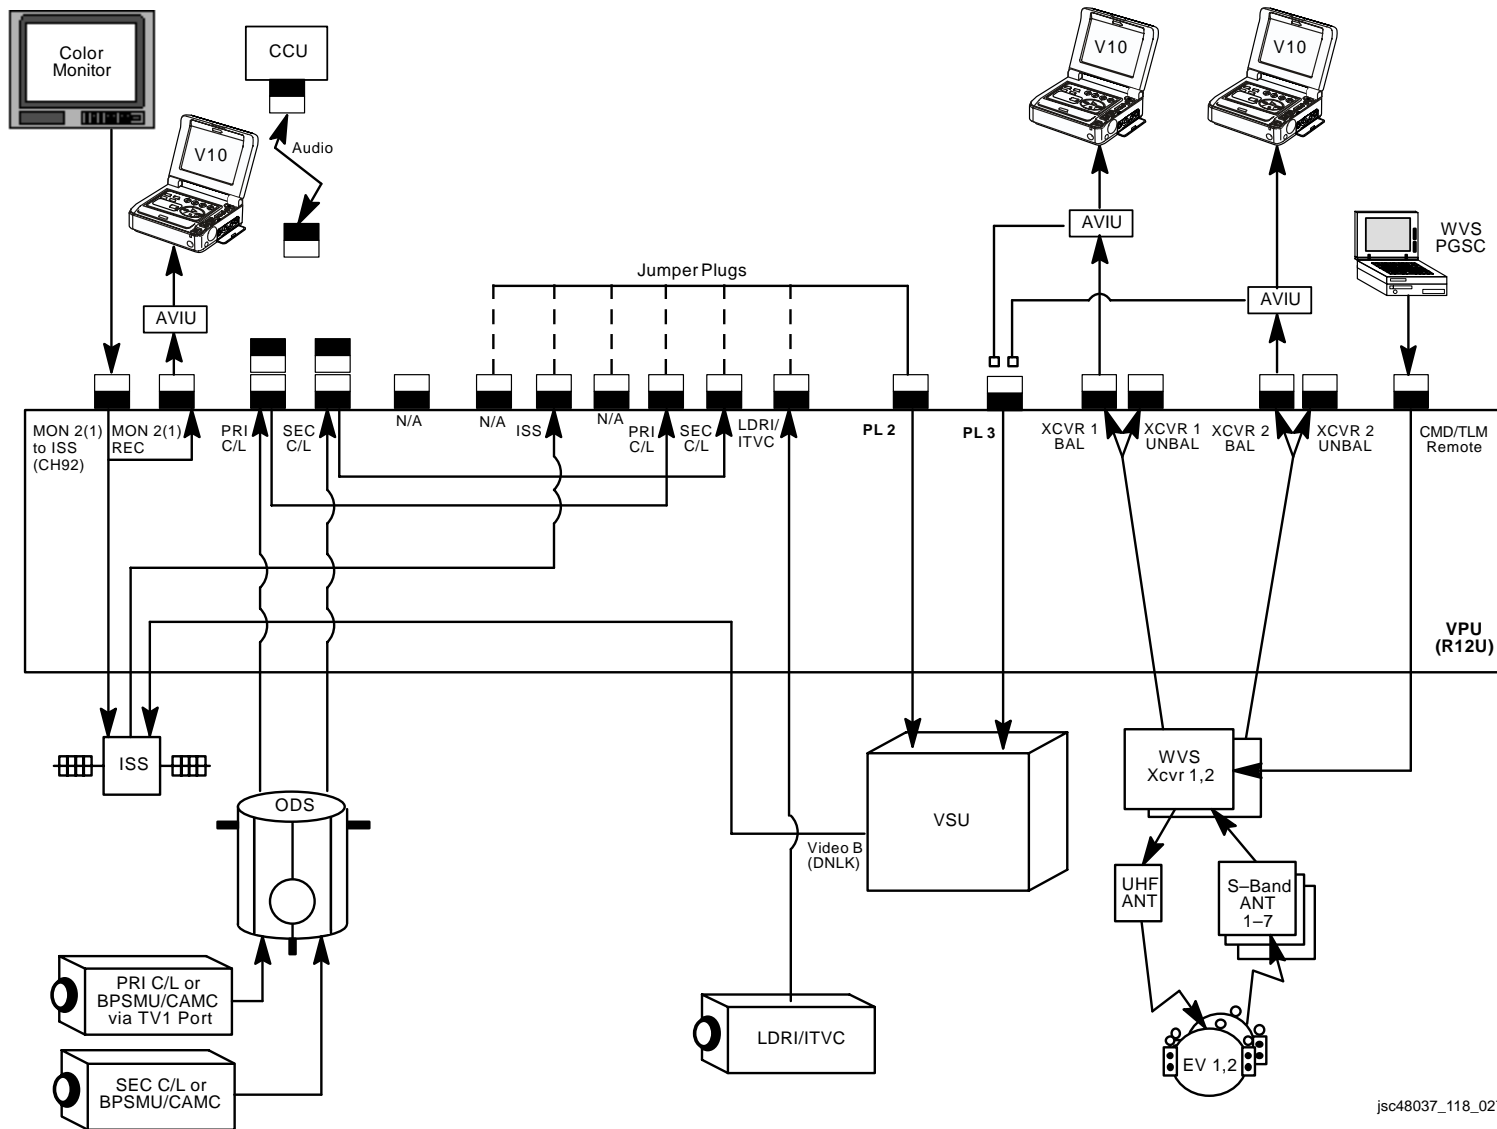 Color
Monitor
CCU
V10
Audio
AVIU
V10
V10
AVIU
AVIU
WVS
PGSC
Jumper Plugs
MON 2(1)
to ISS
(CH92)
MON 2(1)
REC
PRI
C/L
SEC
C/L
N/A
N/A
ISS
N/A
PRI
C/L
SEC
C/L
LDRI/
ITVC
PL 2
PL 3
XCVR 1
BAL
XCVR 1
UNBAL
XCVR 2
BAL
XCVR 2
UNBAL
CMD/TLM
Remote
VPU
(R12U)
ISS
ODS
VSU
Video B
(DNLK)
WVS
Xcvr 1,2
UHF
ANT
S–Band
ANT
1–7
EV 1,2
PRI C/L or
BPSMU/CAMC
via TV1 Port
SEC C/L or
BPSMU/CAMC
LDRI/ITVC